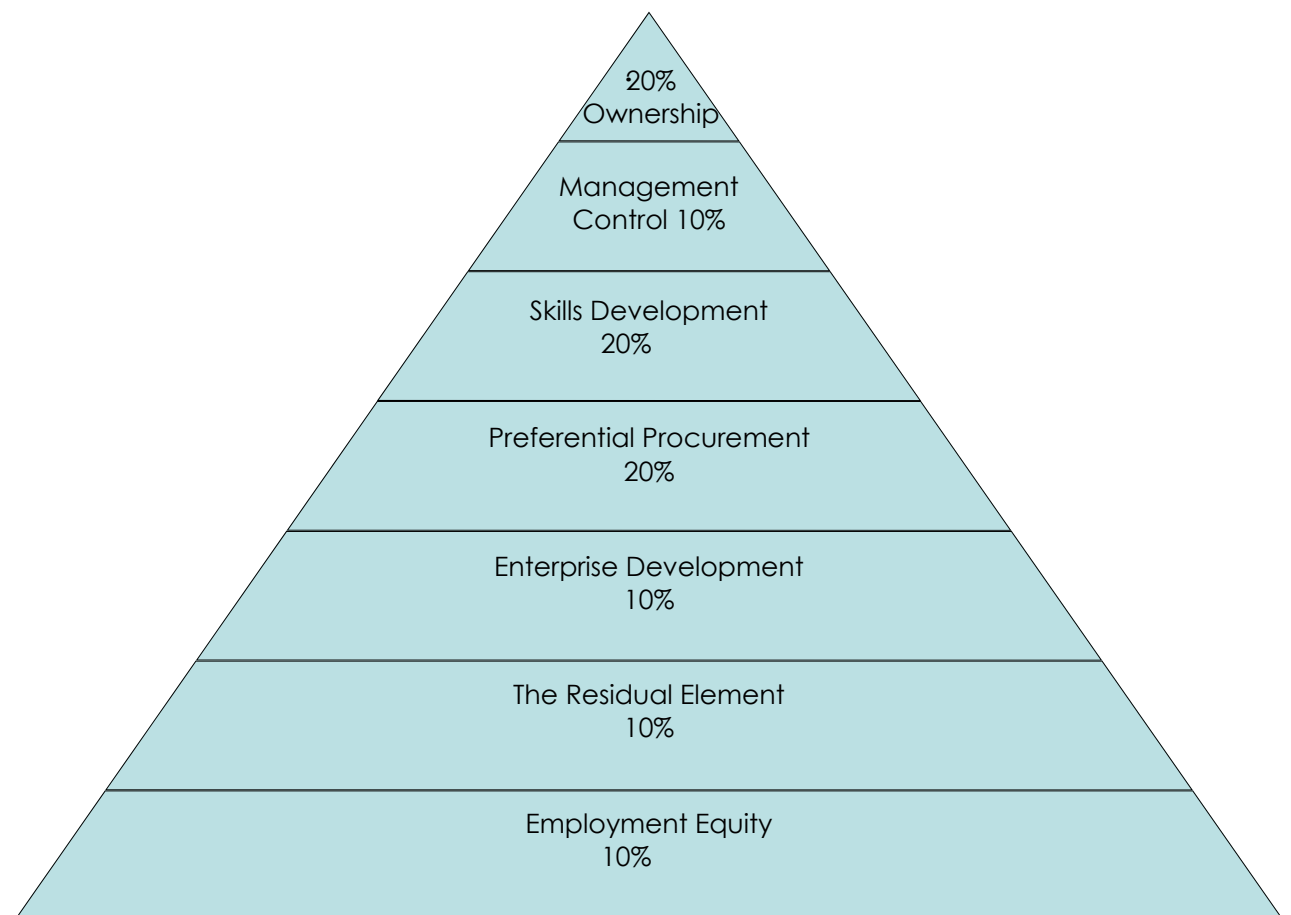 20%
Ownership
Management
Control 10%
Skills Development
20%
Preferential Procurement
20%
Enterprise Development
10%
The Residual Element
10%
Employment Equity
10%